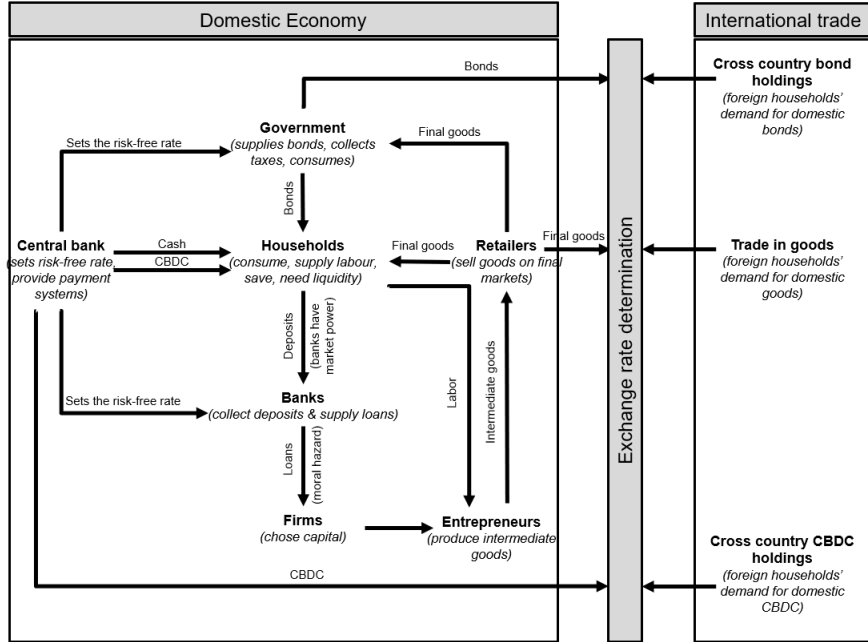 Domestic Economy
International trade
Bonds
Cross country bond
holdings
(foreign households'
demand for domestic
bonds)
Government
(supplies bonds, collects
taxes, consumes)
Sets the risk-free rate
Final goods
Bonds
Central bank
(sets risk-free rate,
provide payment
systems)
Cash
CBDC
Households
(consume, supply labour,
save, need liquidity)
Final goods
Retailers
(sell goods on final
markets)
Final goods
Trade in goods
(foreign households'
demand for domestic
goods)
Exchange rate determination
Deposits
(banks have
market power)
Labor
Intermediate goods
Sets the risk-free rate
Banks
(collect deposits & supply loans)
Loans
(moral hazard)
Firms
(chose capital)
Entrepreneurs
(produce intermediate
goods)
CBDC
Cross country CBDC
holdings
(foreign households'
demand for domestic
CBDC)